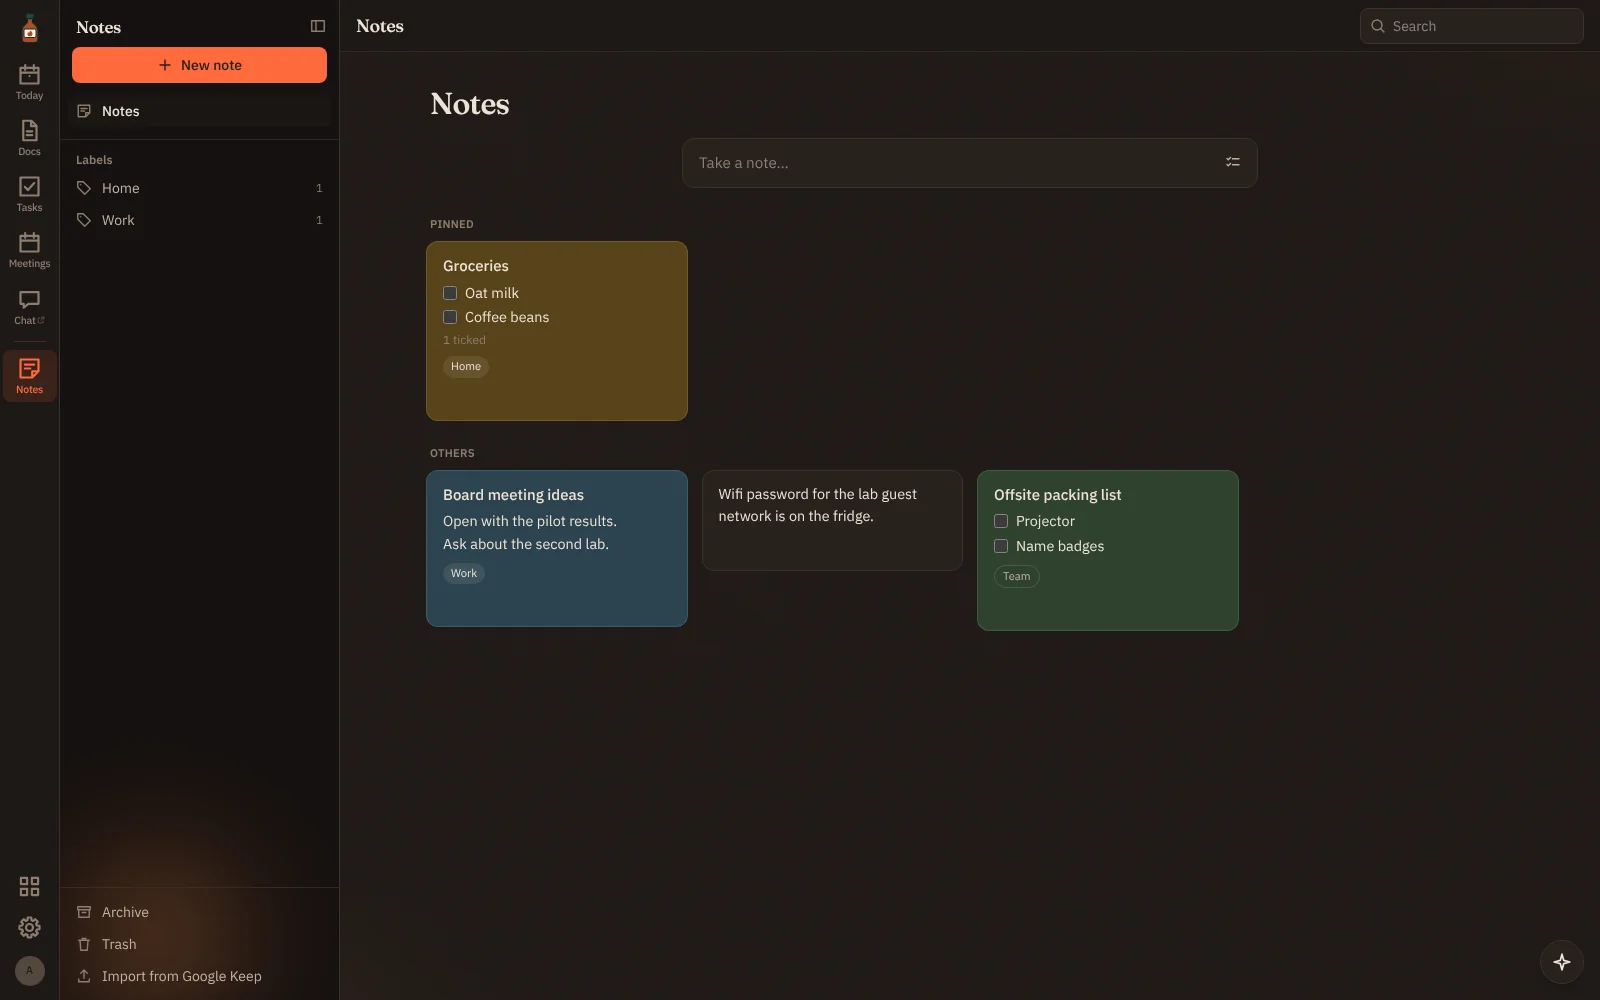 Today
Docs
Tasks
Meetings
Chat
Notes
A
Notes
New note
Notes
Labels
Home 1
Work 1
Archive
Trash
Import from Google Keep
Notes
Search
Notes
Take a note...
PINNED
Groceries
Oat milk
Coffee beans
1 ticked
Home
OTHERS
Board meeting ideas
Open with the pilot results.
Ask about the second lab.
Work
Wifi password for the lab guest
network is on the fridge.
Offsite packing list
Projector
Name badges
Team